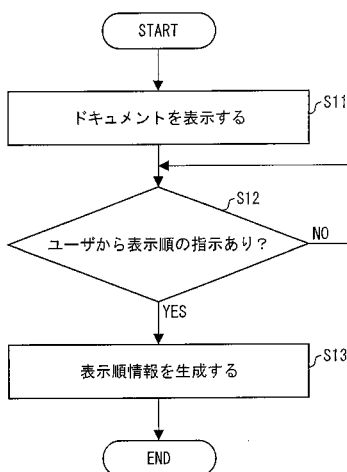 START
ドキュメントを表示する
S11
S12
ユーザから表示順の指示あり?
NO
YES
表示順情報を生成する
S13
END